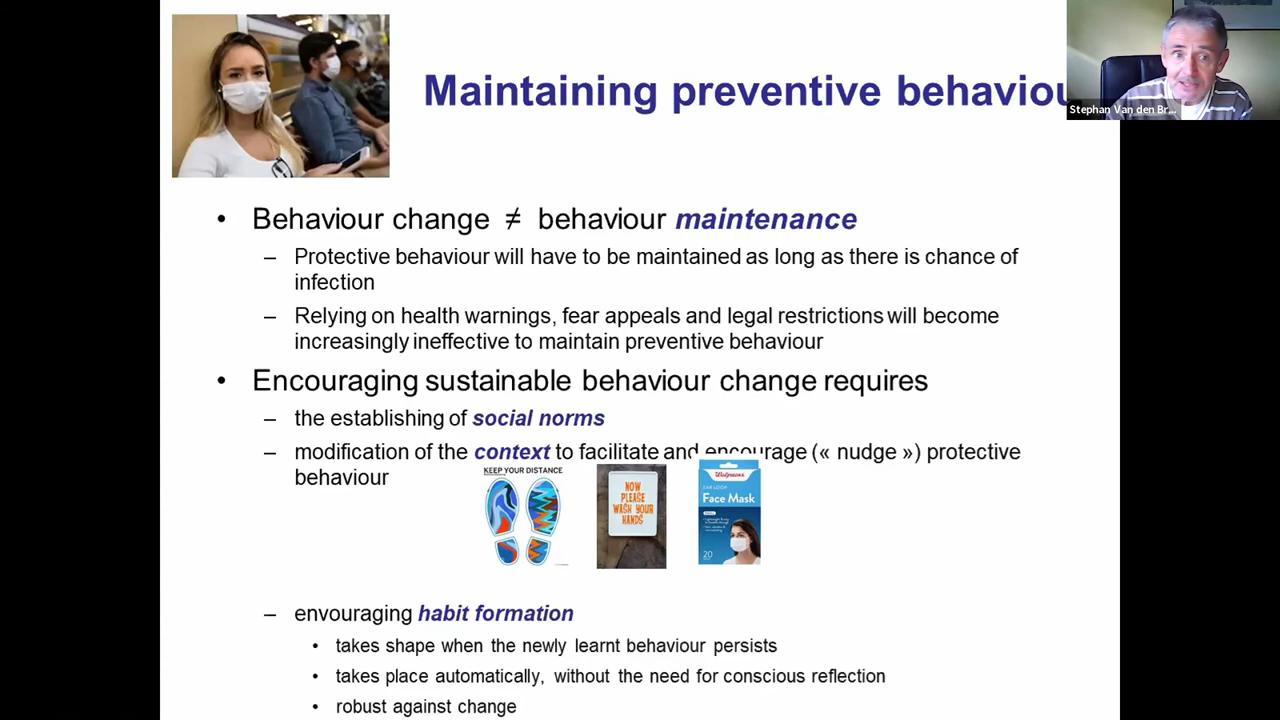 Maintaining preventive behaviou
Stephan Van den Br...
• Behaviour change ≠ behaviour maintenance
– Protective behaviour will have to be maintained as long as there is chance of
infection
– Relying on health warnings, fear appeals and legal restrictions will become
increasingly ineffective to maintain preventive behaviour
• Encouraging sustainable behaviour change requires
– the establishing of social norms
– modification of the context to facilitate and encourage (« nudge ») protective
behaviour
KEEP YOUR DISTANCE
NOW
PLEASE
WASH YOUR
HANDS
Walgreens
EAR LOOP
Face Mask
20
– envouraging habit formation
• takes shape when the newly learnt behaviour persists
• takes place automatically, without the need for conscious reflection
• robust against change